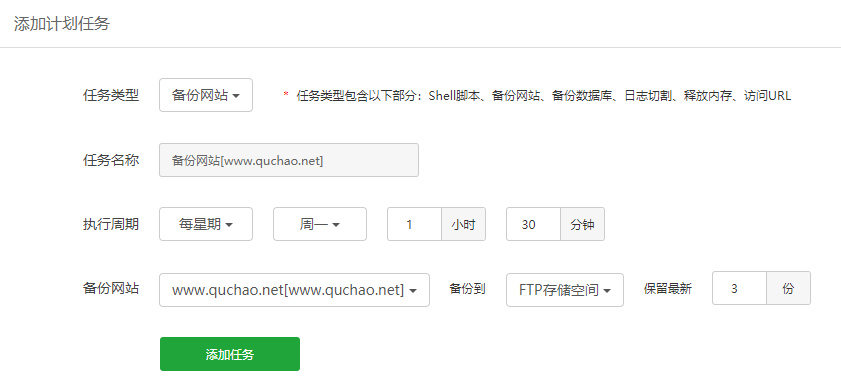 添加计划任务
任务类型 备份网站 * 任务类型包含以下部分：Shell脚本、备份网站、备份数据库、日志切割、释放内存、访问URL
任务名称 备份网站[www.quchao.net]
执行周期 每星期 周一 1 小时 30 分钟
备份网站 www.quchao.net[www.quchao.net] 备份到 FTP存储空间 保留最新 3 份
添加任务